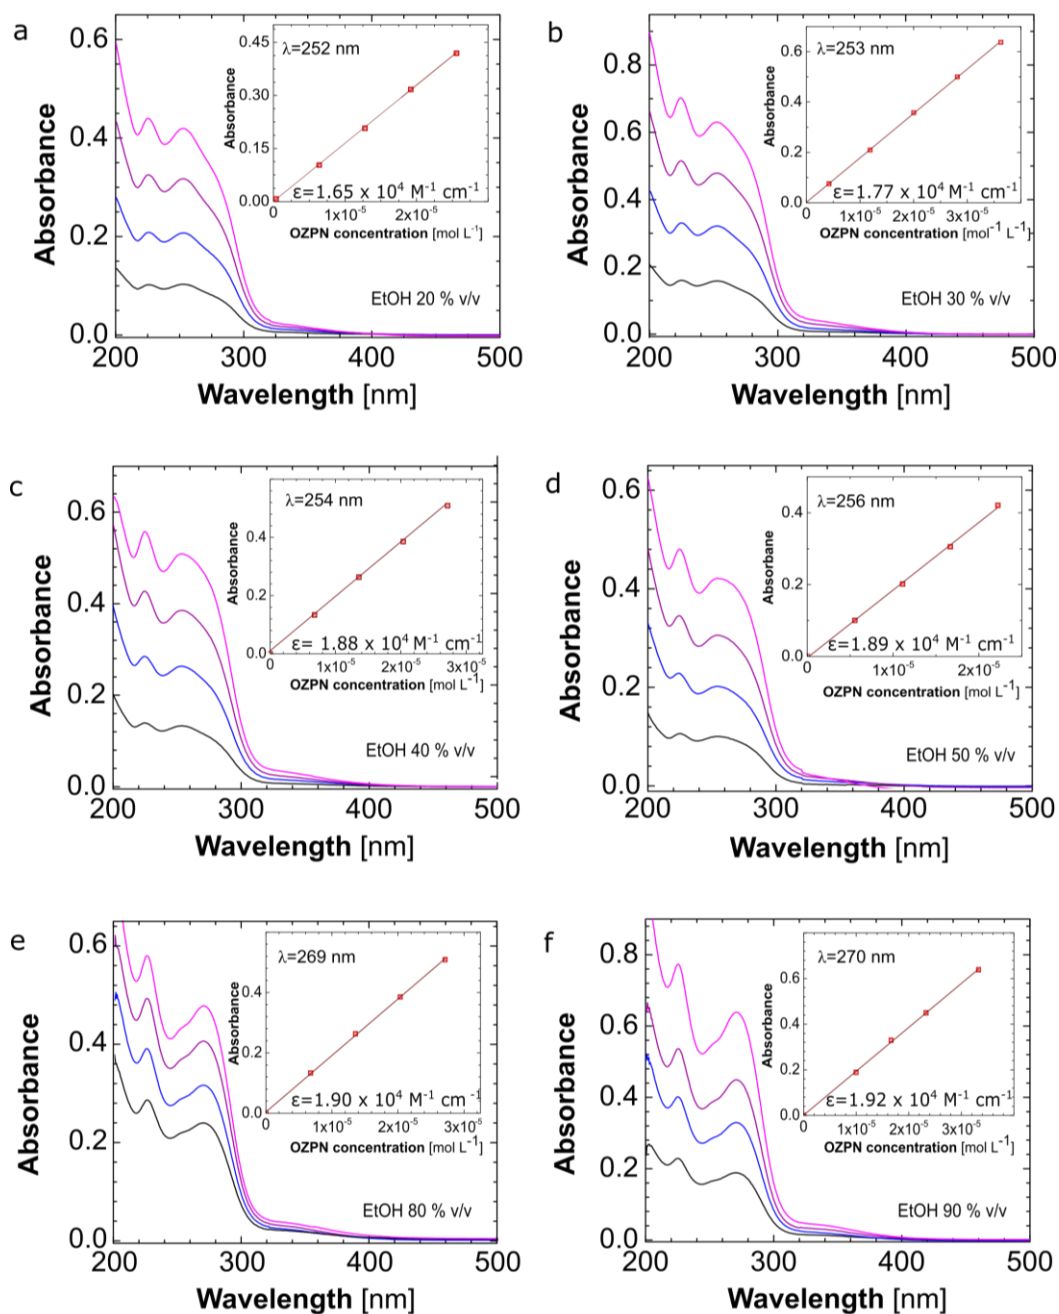 a
0.6
0.4
0.2
0.0
Absorbance
200 300 400 500
Wavelength [nm]
EtOH 20 % v/v
λ=252 nm
0.45
0.30
0.15
0.00
Absorbance
ε=1.65 x 10⁴ M⁻¹ cm⁻¹
1x10⁻⁵ 2x10⁻⁵
OZPN concentration [mol L⁻¹]
b
0.8
0.6
0.4
0.2
0.0
Absorbance
200 300 400 500
Wavelength [nm]
EtOH 30 % v/v
λ=253 nm
0.6
0.4
0.2
0.0
Absorbance
ε=1.77 x 10⁴ M⁻¹ cm⁻¹
1x10⁻⁵ 2x10⁻⁵ 3x10⁻⁵
OZPN concentration [mol⁻¹ L⁻¹]
c
0.6
0.4
0.2
0.0
Absorbance
200 300 400 500
Wavelength [nm]
EtOH 40 % v/v
λ=254 nm
0.4
0.2
0.0
Absorbance
ε= 1.88 x 10⁴ M⁻¹ cm⁻¹
0 1x10⁻⁵ 2x10⁻⁵ 3x10⁻⁵
OZPN concentration [mol L⁻¹]
d
0.6
0.4
0.2
0.0
Absorbance
200 300 400 500
Wavelength [nm]
EtOH 50 % v/v
λ=256 nm
0.4
0.2
0.0
Absorbane
ε=1.89 x 10⁴ M⁻¹ cm⁻¹
0 1x10⁻⁵ 2x10⁻⁵
OZPN concentration [mol L⁻¹]
e
0.6
0.4
0.2
0.0
Absorbance
200 300 400 500
Wavelength [nm]
EtOH 80 % v/v
λ=269 nm
0.4
0.2
0.0
Absorbance
ε=1.90 x 10⁴ M⁻¹ cm⁻¹
0 1x10⁻⁵ 2x10⁻⁵ 3x10⁻⁵
OZPN concentration [mol L⁻¹]
f
0.8
0.6
0.4
0.2
0.0
Absorbance
200 300 400 500
Wavelength [nm]
EtOH 90 % v/v
λ=270 nm
0.6
0.4
0.2
0.0
Absorbance
ε=1.92 x 10⁴ M⁻¹ cm⁻¹
0 1x10⁻⁵ 2x10⁻⁵ 3x10⁻⁵
OZPN concentration [mol L⁻¹]